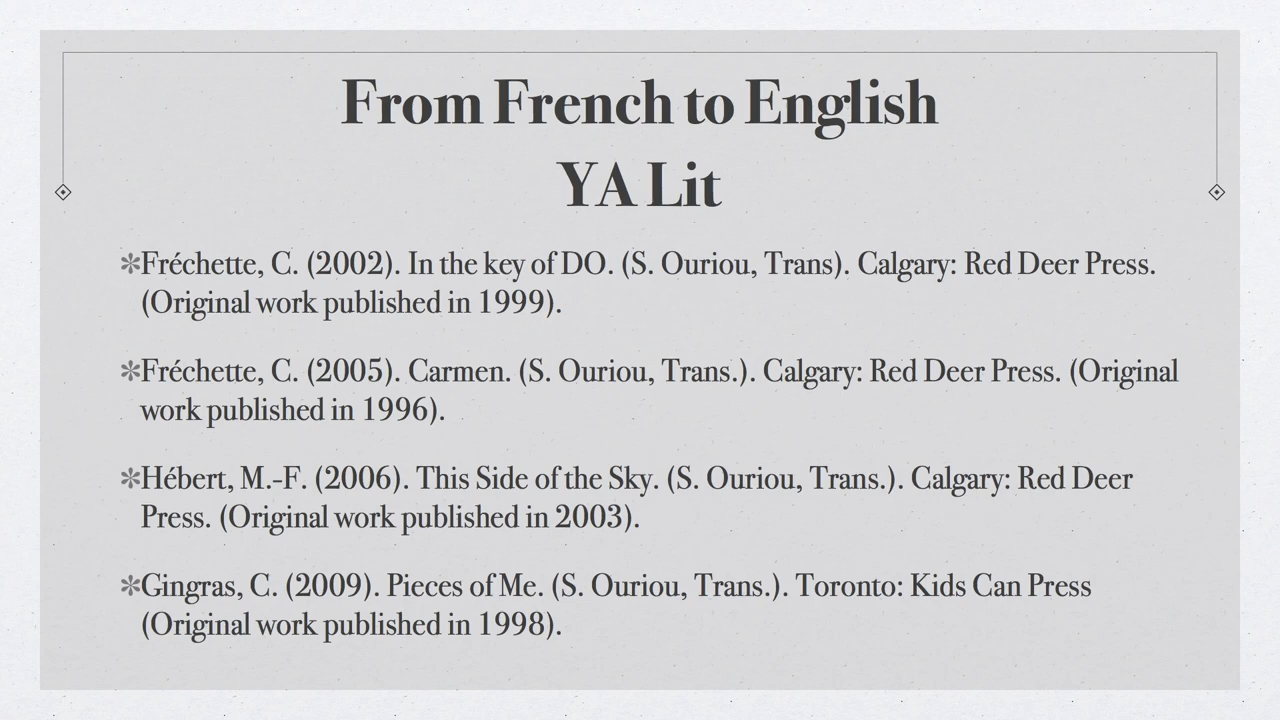 From French to English
YA Lit
✻Fréchette, C. (2002). In the key of DO. (S. Ouriou, Trans). Calgary: Red Deer Press.
(Original work published in 1999).
✻Fréchette, C. (2005). Carmen. (S. Ouriou, Trans.). Calgary: Red Deer Press. (Original
work published in 1996).
✻Hébert, M.-F. (2006). This Side of the Sky. (S. Ouriou, Trans.). Calgary: Red Deer
Press. (Original work published in 2003).
✻Gingras, C. (2009). Pieces of Me. (S. Ouriou, Trans.). Toronto: Kids Can Press
(Original work published in 1998).